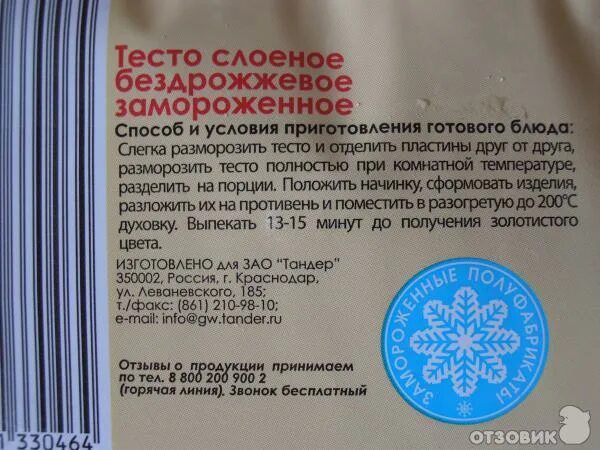 Тесто слоеное
бездрожжевое
замороженное
Способ и условия приготовления готового блюда:
Слегка разморозить тесто и отделить пластины друг от друга,
разморозить тесто полностью при комнатной температуре,
разделить на порции. Положить начинку, сформовать изделия,
разложить их на противень и поместить в разогретую до 200°С
духовку. Выпекать 13-15 минут до получения золотистого
цвета.
ИЗГОТОВЛЕНО для ЗАО "Тандер"
350002, Россия, г. Краснодар,
ул. Леваневского, 185;
т./факс: (861) 210-98-10;
e-mail: info@gw.tander.ru
ЗАМОРОЖЕННЫЕ ПОЛУФАБРИКАТЫ
Отзывы о продукции принимаем
по тел. 8 800 200 900 2
(горячая линия). Звонок бесплатный
1 330464
ОТЗОВИК